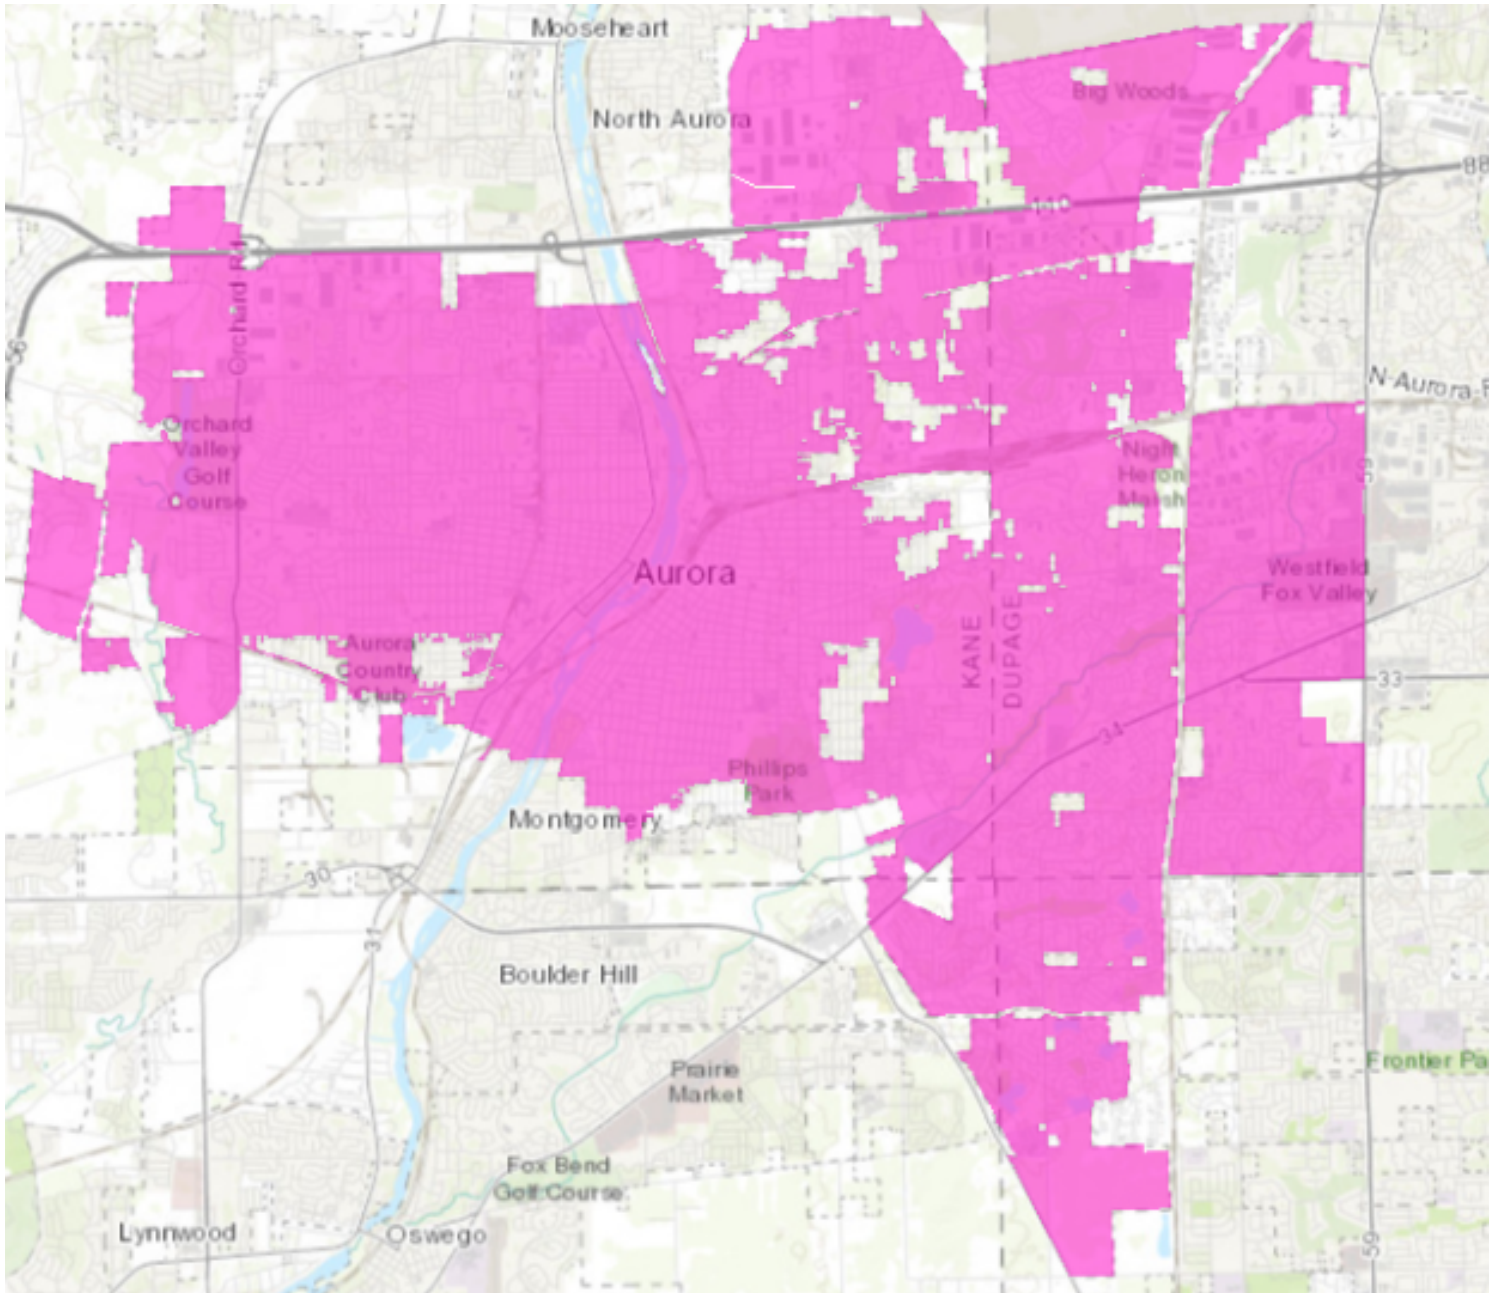 Mooseheart
Big Woods
North Aurora
88
Orchard Rd
56
N-Aurora-R
Orchard
Valley
Golf
Course
Night
Heron
Marsh
59
Aurora
Westfield
Fox Valley
KANE
DUPAGE
Aurora
Country
Club
33
34
Phillips
Park
Montgomery
30
31
Boulder Hill
Prairie
Market
Frontier Pa
Fox Bend
Golf Course
Lynnwood
Oswego
59